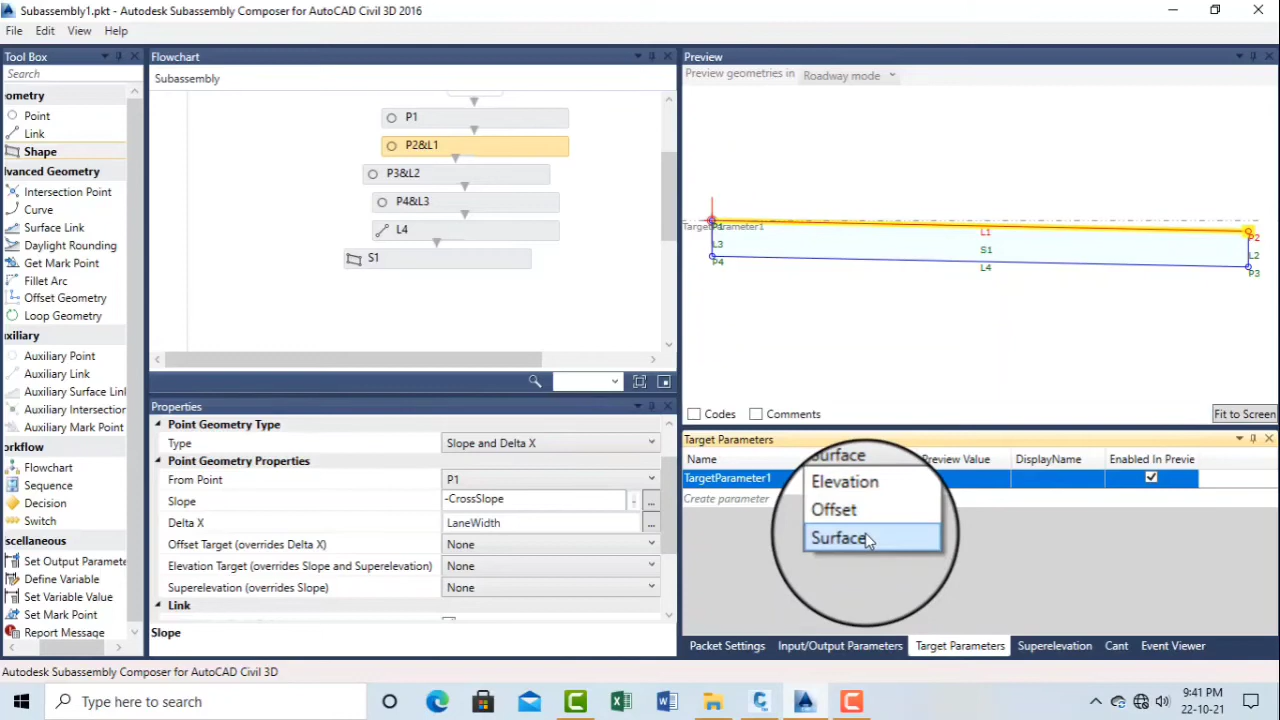 Subassembly1.pkt - Autodesk Subassembly Composer for AutoCAD Civil 3D 2016
File Edit View Help
Tool Box
Search
ometry
Point
Link
Shape
dvanced Geometry
Intersection Point
Curve
Surface Link
Daylight Rounding
Get Mark Point
Fillet Arc
Offset Geometry
Loop Geometry
uxiliary
Auxiliary Point
Auxiliary Link
Auxiliary Surface Link
Auxiliary Intersection
Auxiliary Mark Point
orkflow
Flowchart
Sequence
Decision
Switch
scellaneous
Set Output Paramete
Define Variable
Set Variable Value
Set Mark Point
Report Message
Flowchart
Subassembly
P1
P2&L1
P3&L2
P4&L3
L4
S1
Properties
Point Geometry Type
Type Slope and Delta X
Point Geometry Properties
From Point P1
Slope -CrossSlope ...
Delta X LaneWidth ...
Offset Target (overrides Delta X) None
Elevation Target (overrides Slope and Superelevation) None
Superelevation (overrides Slope) None
Link
Slope
Preview
Preview geometries in Roadway mode
P1
TargetParameter1
L1
P2
L3
S1
L2
P4
L4
P3
Codes Comments Fit to Screen
Target Parameters
Name Preview Value DisplayName Enabled In Previe
TargetParameter1
Create parameter
Surface
Elevation
Offset
Surface
Packet Settings Input/Output Parameters Target Parameters Superelevation Cant Event Viewer
Autodesk Subassembly Composer for AutoCAD Civil 3D
Type here to search
9:41 PM
22-10-21